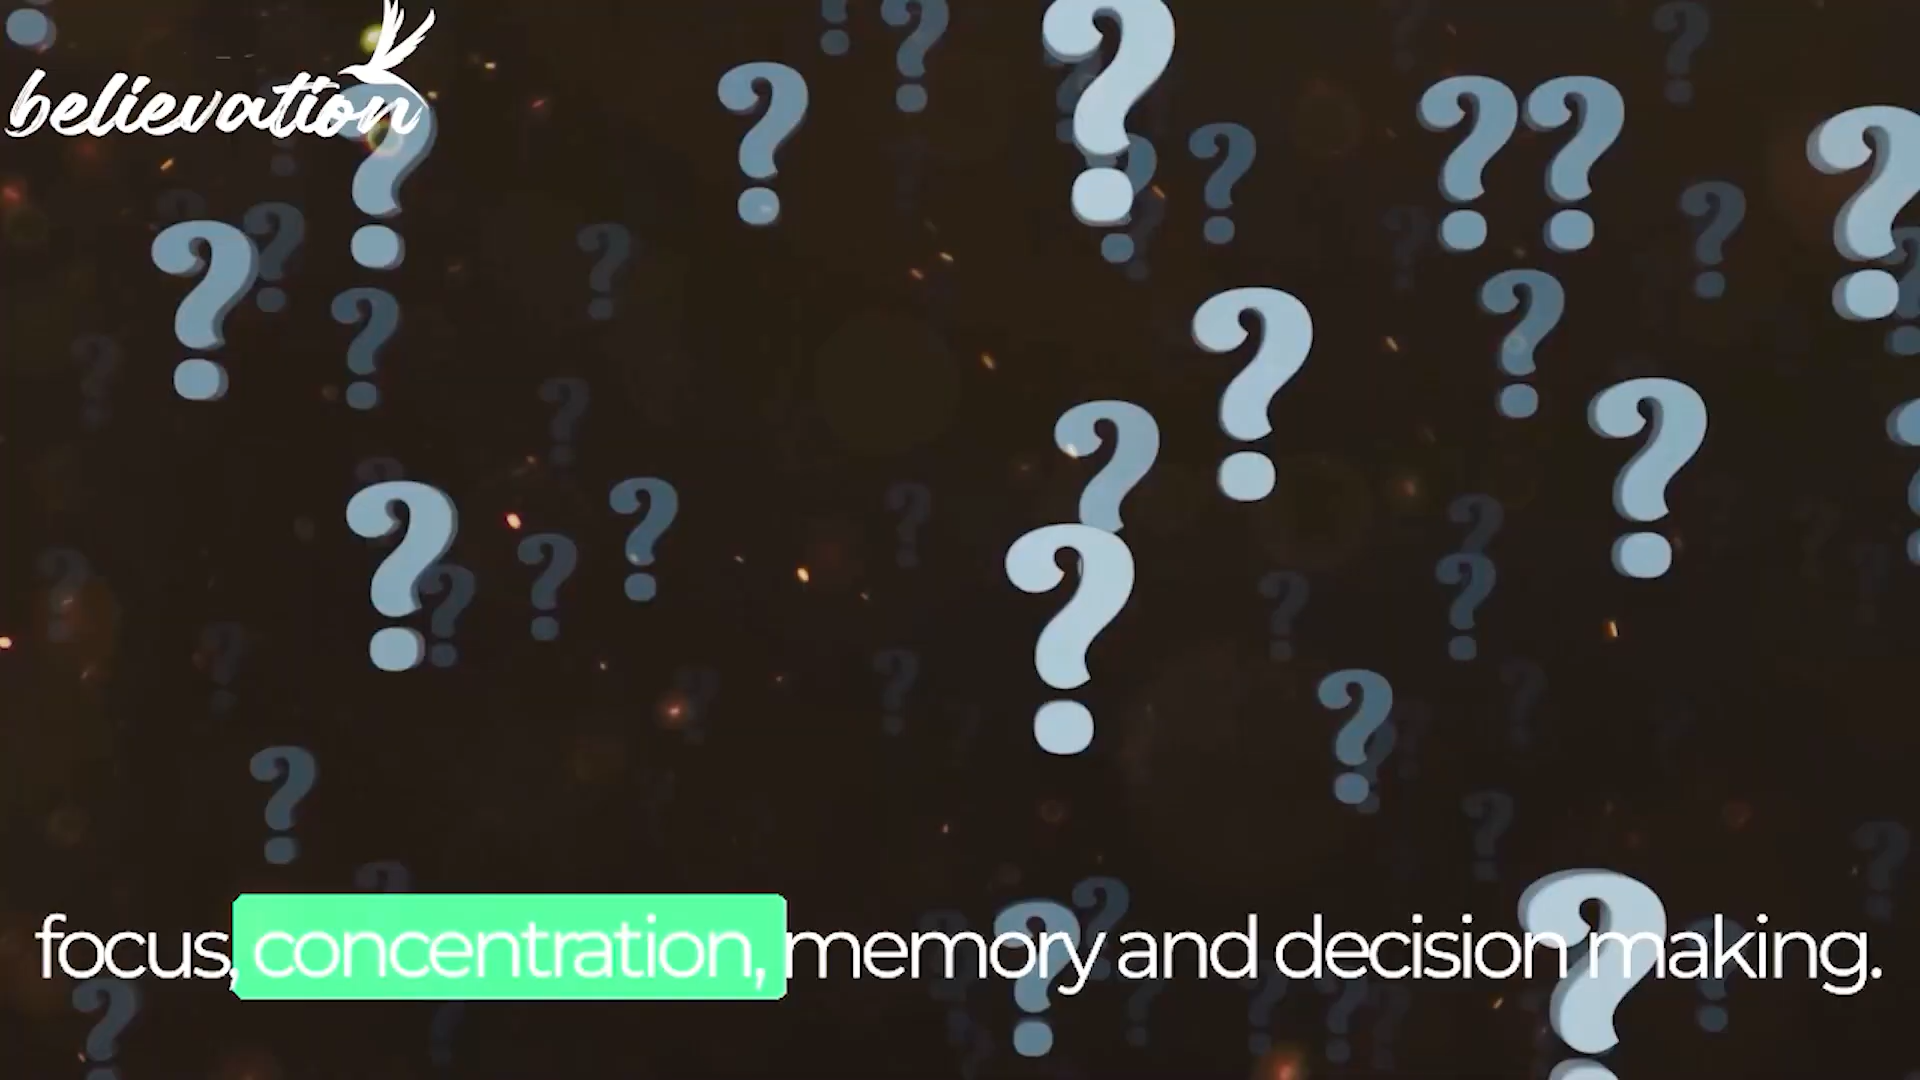 believation
focus, concentration, memory and decision making.